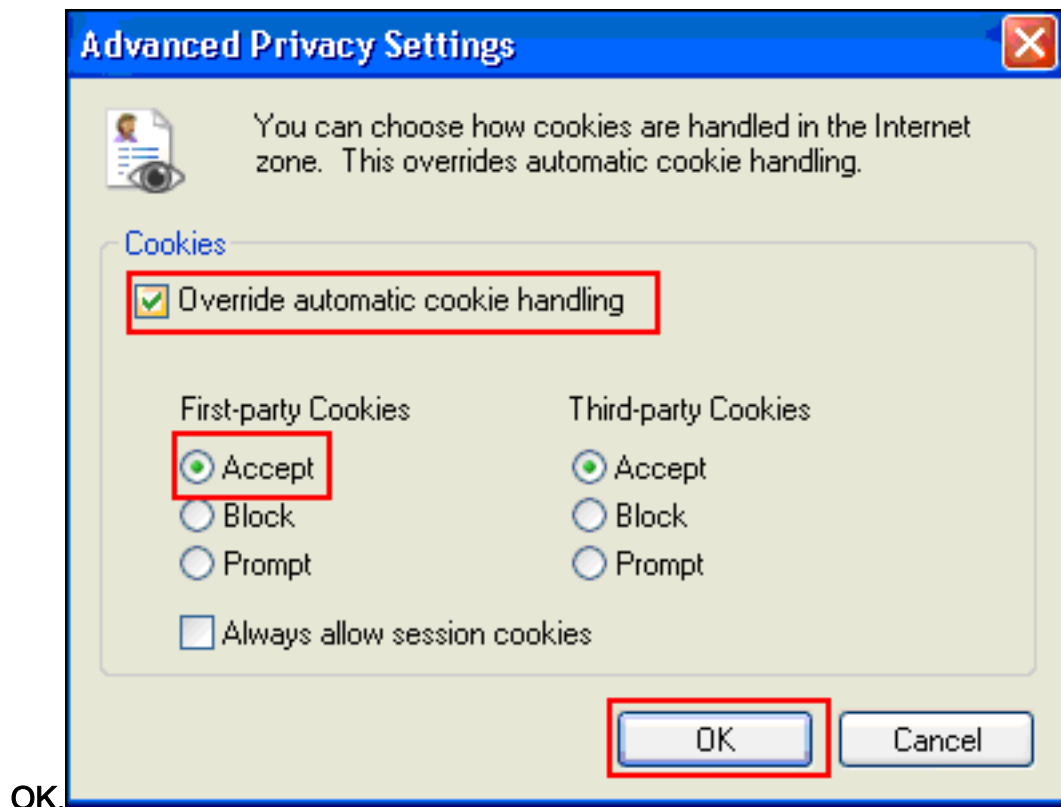 Advanced Privacy Settings
You can choose how cookies are handled in the Internet
zone.  This overrides automatic cookie handling.
Cookies
Override automatic cookie handling
First-party Cookies
Third-party Cookies
Accept
Accept
Block
Block
Prompt
Prompt
Always allow session cookies
OK
Cancel
OK.